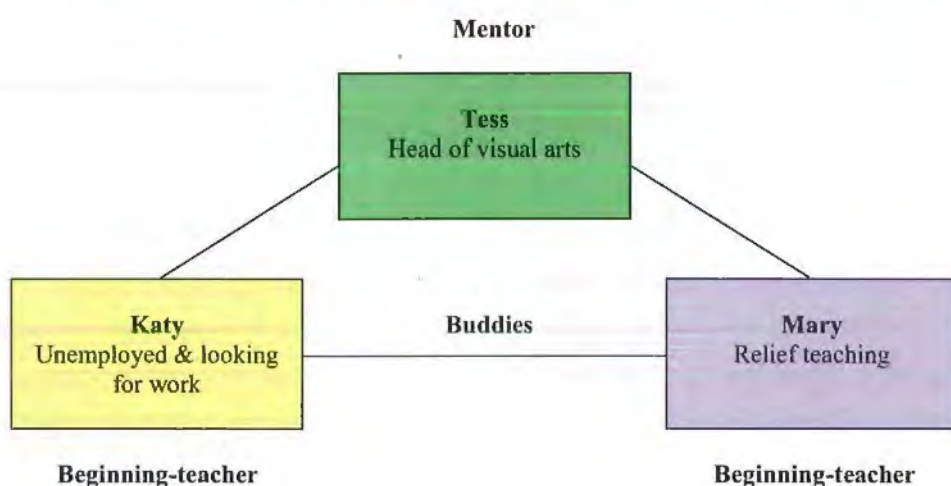 Mentor
Tess
Head of visual arts
Katy
Unemployed & looking
for work
Buddies
Mary
Relief teaching
Beginning-teacher
Beginning-teacher